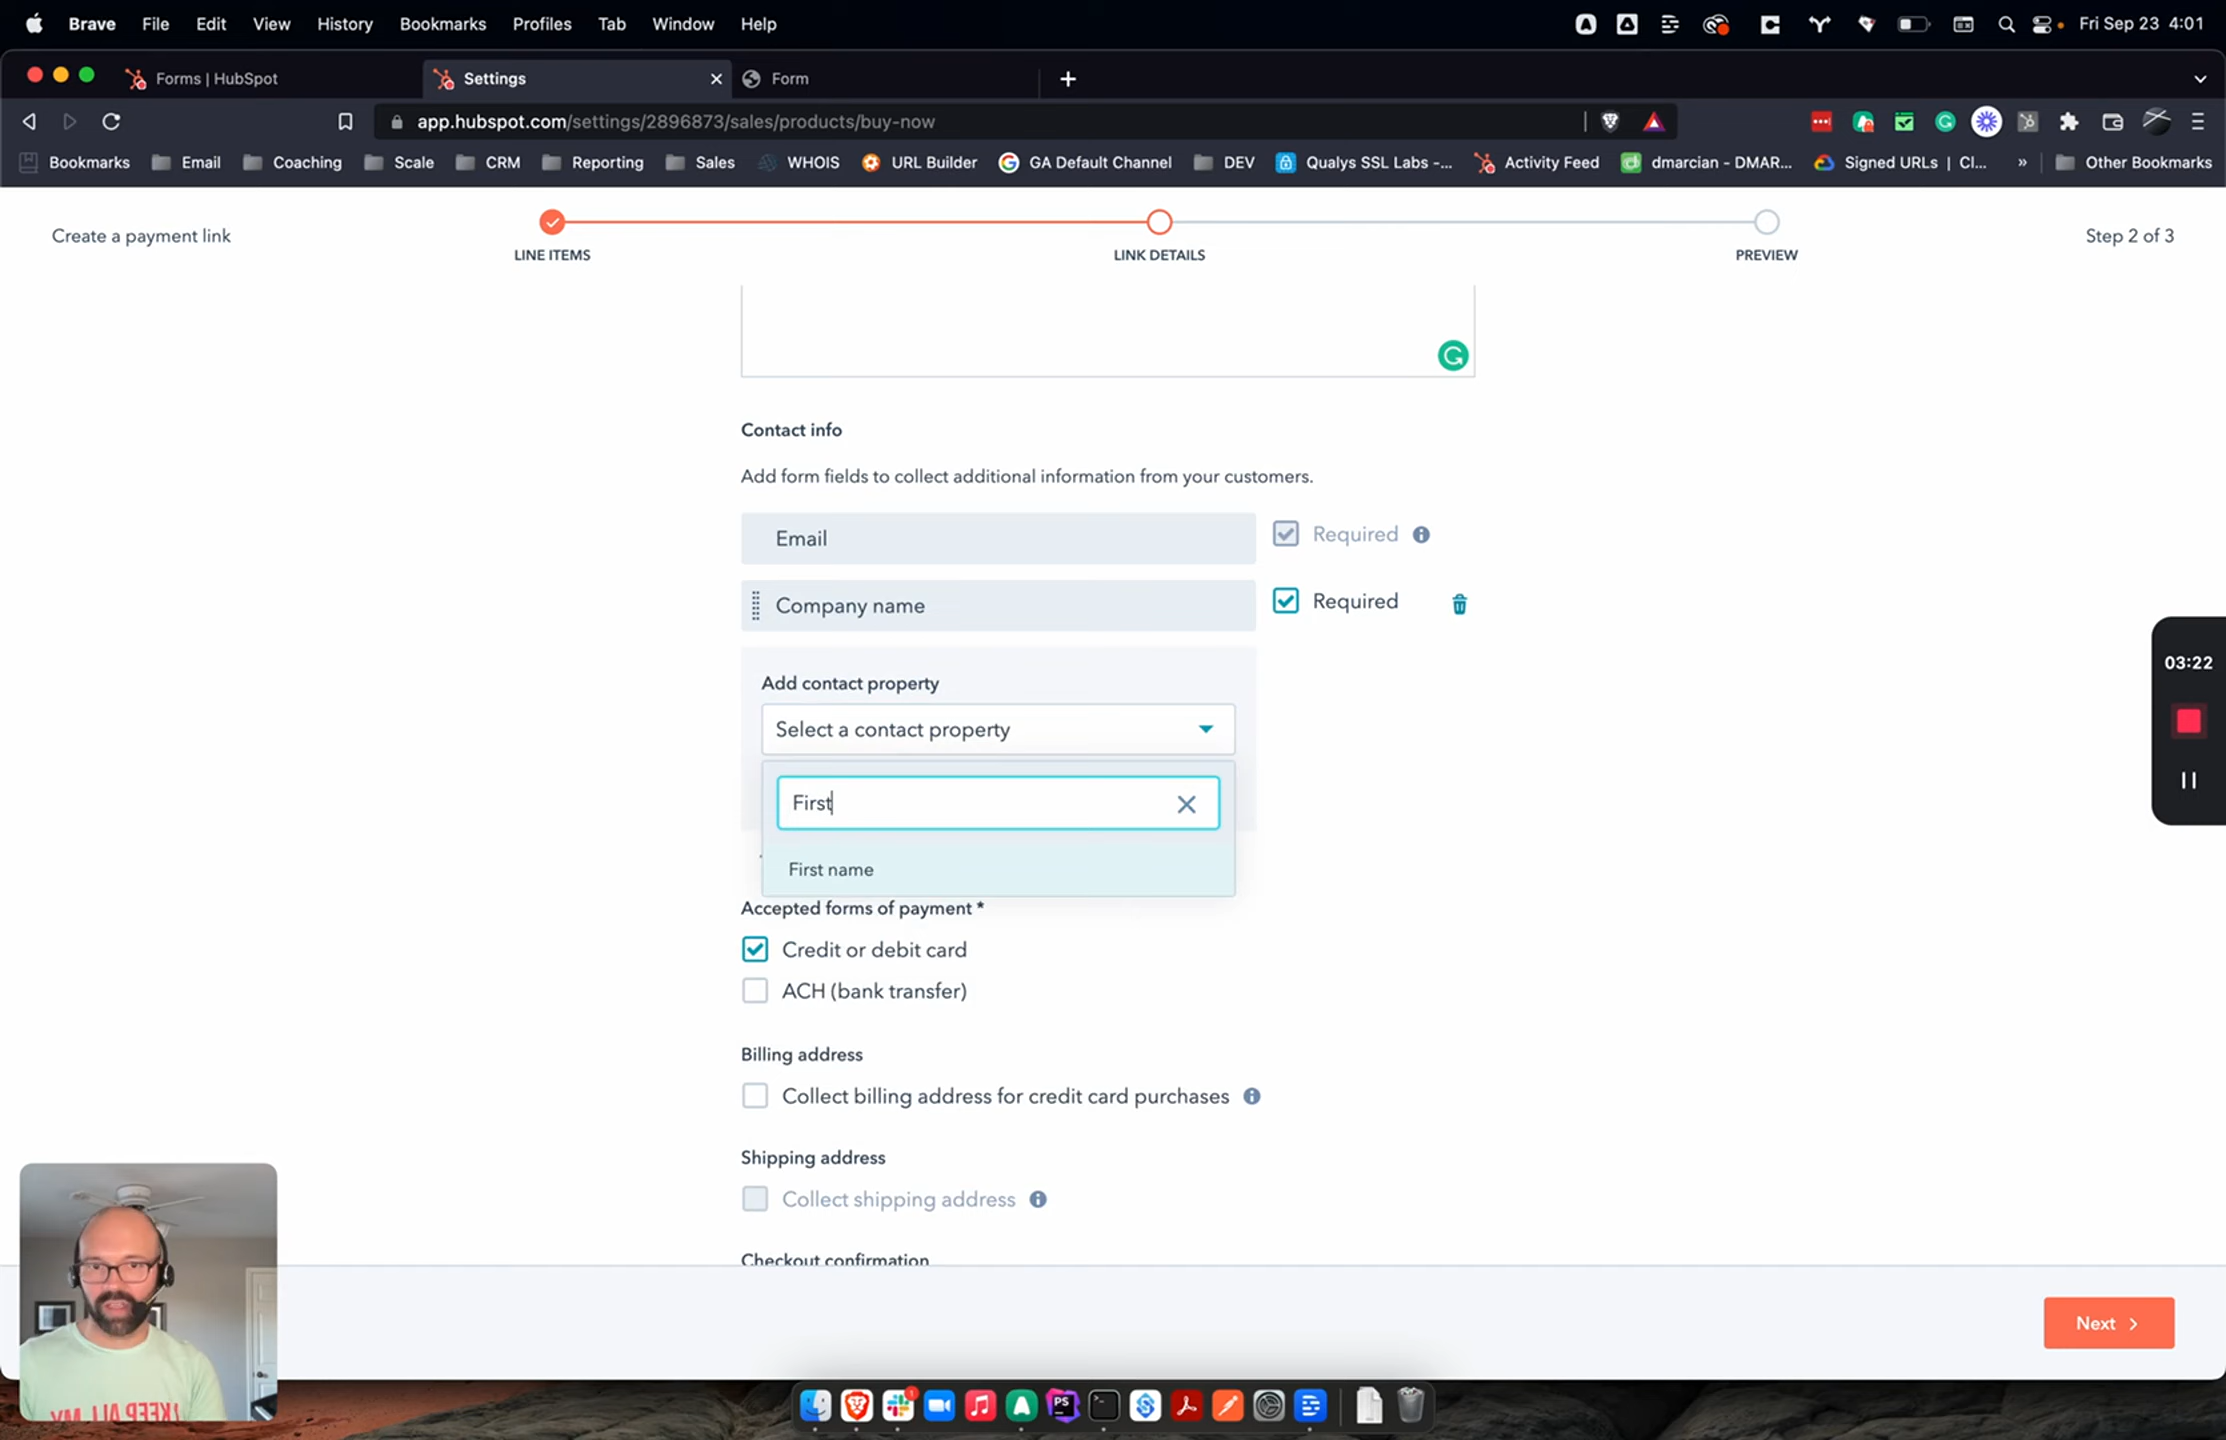 Brave File Edit View History Bookmarks Profiles Tab Window Help Fri Sep 23 4:01
Forms | HubSpot Settings Form
app.hubspot.com/settings/2896873/sales/products/buy-now
Bookmarks Email Coaching Scale CRM Reporting Sales WHOIS URL Builder GA Default Channel DEV Qualys SSL Labs -... Activity Feed dmarcian - DMAR... Signed URLs | Cl... » Other Bookmarks
Create a payment link
LINE ITEMS
LINK DETAILS
PREVIEW
Step 2 of 3
Contact info
Add form fields to collect additional information from your customers.
Email Required
Company name Required
Add contact property
Select a contact property
First
First name
Accepted forms of payment *
Credit or debit card
ACH (bank transfer)
Billing address
Collect billing address for credit card purchases
Shipping address
Collect shipping address
Checkout confirmation
Next
03:22
PS